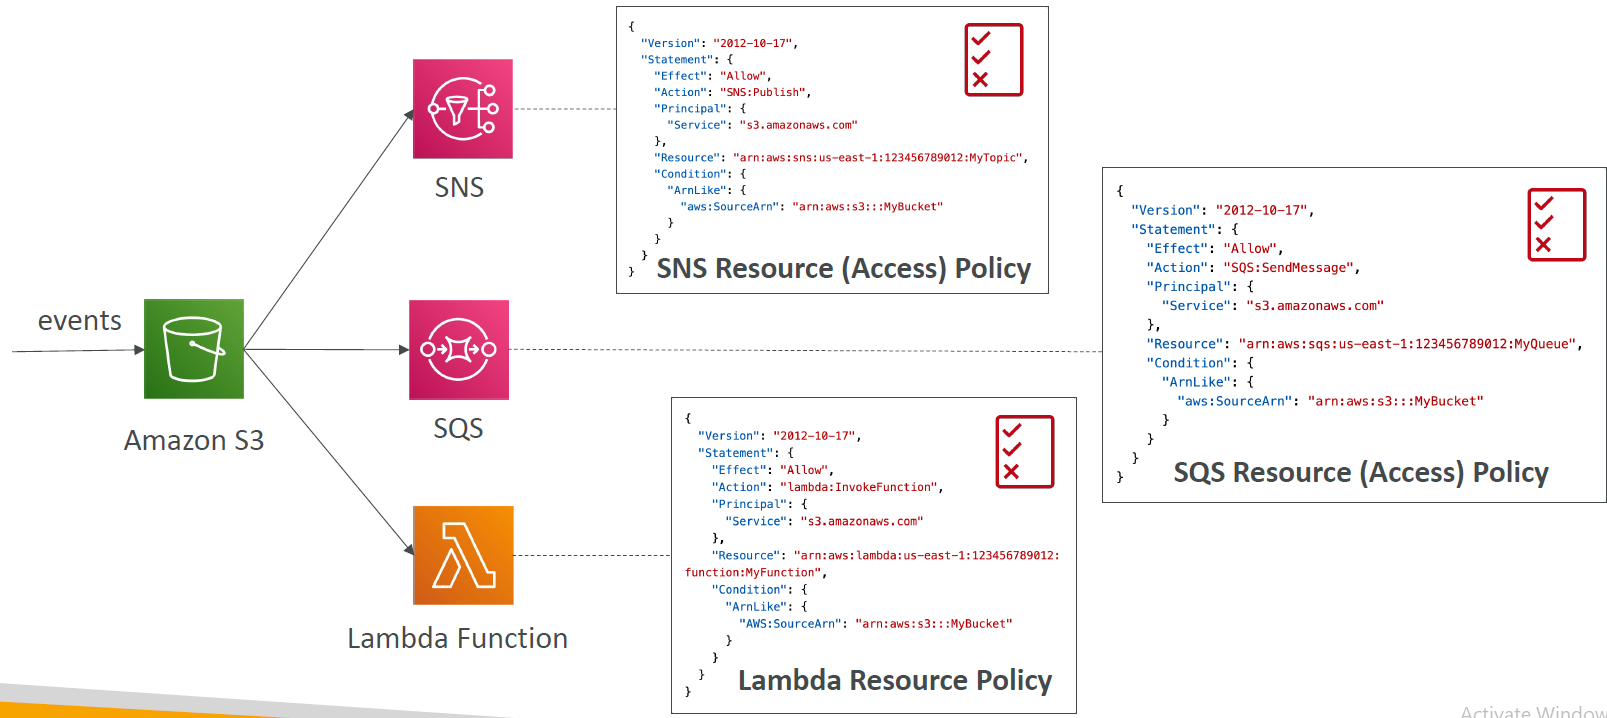 events
Amazon S3
SNS
SQS
Lambda Function
{
"Version": "2012-10-17",
"Statement": {
"Effect": "Allow",
"Action": "SNS:Publish",
"Principal": {
"Service": "s3.amazonaws.com"
},
"Resource": "arn:aws:sns:us-east-1:123456789012:MyTopic",
"Condition": {
"ArnLike": {
"aws:SourceArn": "arn:aws:s3:::MyBucket"
}
}
}
}
SNS Resource (Access) Policy
{
"Version": "2012-10-17",
"Statement": {
"Effect": "Allow",
"Action": "SQS:SendMessage",
"Principal": {
"Service": "s3.amazonaws.com"
},
"Resource": "arn:aws:sqs:us-east-1:123456789012:MyQueue",
"Condition": {
"ArnLike": {
"aws:SourceArn": "arn:aws:s3:::MyBucket"
}
}
}
}
SQS Resource (Access) Policy
{
"Version": "2012-10-17",
"Statement": {
"Effect": "Allow",
"Action": "lambda:InvokeFunction",
"Principal": {
"Service": "s3.amazonaws.com"
},
"Resource": "arn:aws:lambda:us-east-1:123456789012:
function:MyFunction",
"Condition": {
"ArnLike": {
"AWS:SourceArn": "arn:aws:s3:::MyBucket"
}
}
}
}
Lambda Resource Policy
Activate Window